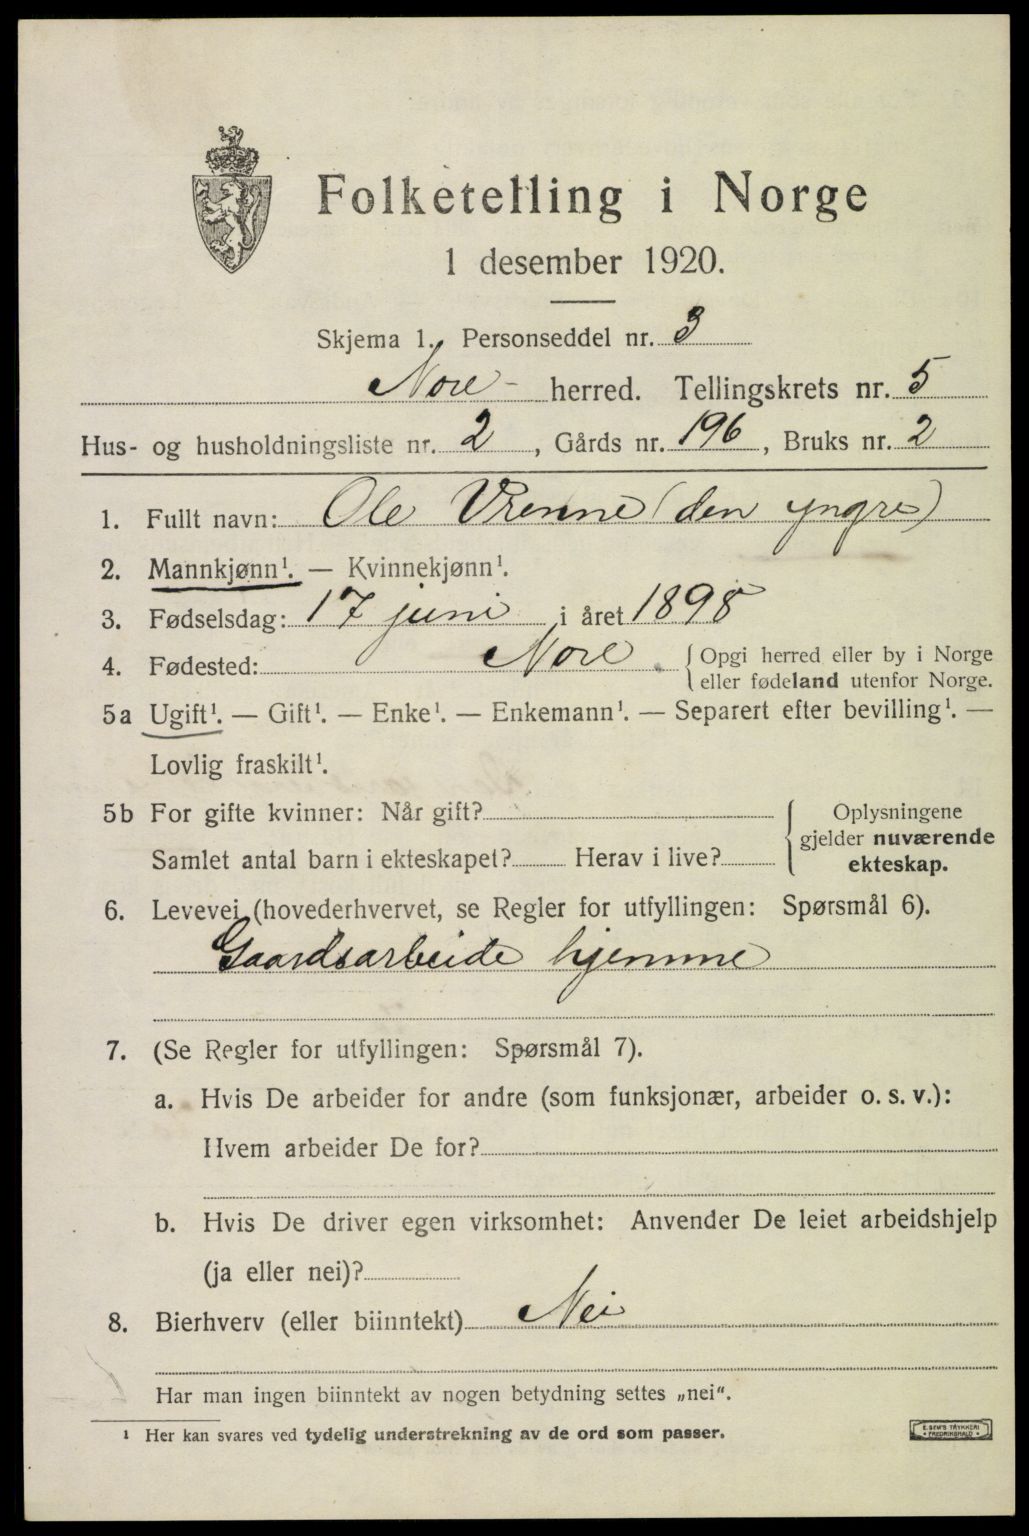 Folketelling i Norge
1 desember 1920.
Skjema 1. Personseddel nr. 3
Nore - herred. Tellingskrets nr. 5
Hus- og husholdningsliste nr. 2, Gårds nr. 196, Bruks nr. 2
1. Fullt navn: Ole Vrenne (den yngre)
2. Mannkjønn¹. — Kvinnekjønn¹.
3. Fødselsdag: 17 juni i året 1898
4. Fødested: Nore. Opgi herred eller by i Norge
eller fødeland utenfor Norge.
5a Ugift¹. — Gift¹. — Enke¹. — Enkemann¹. — Separert efter bevilling¹. —
Lovlig fraskilt¹.
5b For gifte kvinner: Når gift? Oplysningene
gjelder nuværende
Samlet antal barn i ekteskapet? Herav i live? ekteskap.
6. Levevei (hovederhvervet, se Regler for utfyllingen: Spørsmål 6).
Gaardsarbeide hjemme
7. (Se Regler for utfyllingen: Spørsmål 7).
a. Hvis De arbeider for andre (som funksjonær, arbeider o. s. v.):
Hvem arbeider De for?
b. Hvis De driver egen virksomhet: Anvender De leiet arbeidshjelp
(ja eller nei)?
8. Bierhverv (eller biinntekt) Nei
Har man ingen biinntekt av nogen betydning settes „nei“.
¹ Her kan svares ved tydelig understrekning av de ord som passer.
E. SEM'S TRYKKERI
FREDRIKSHALD